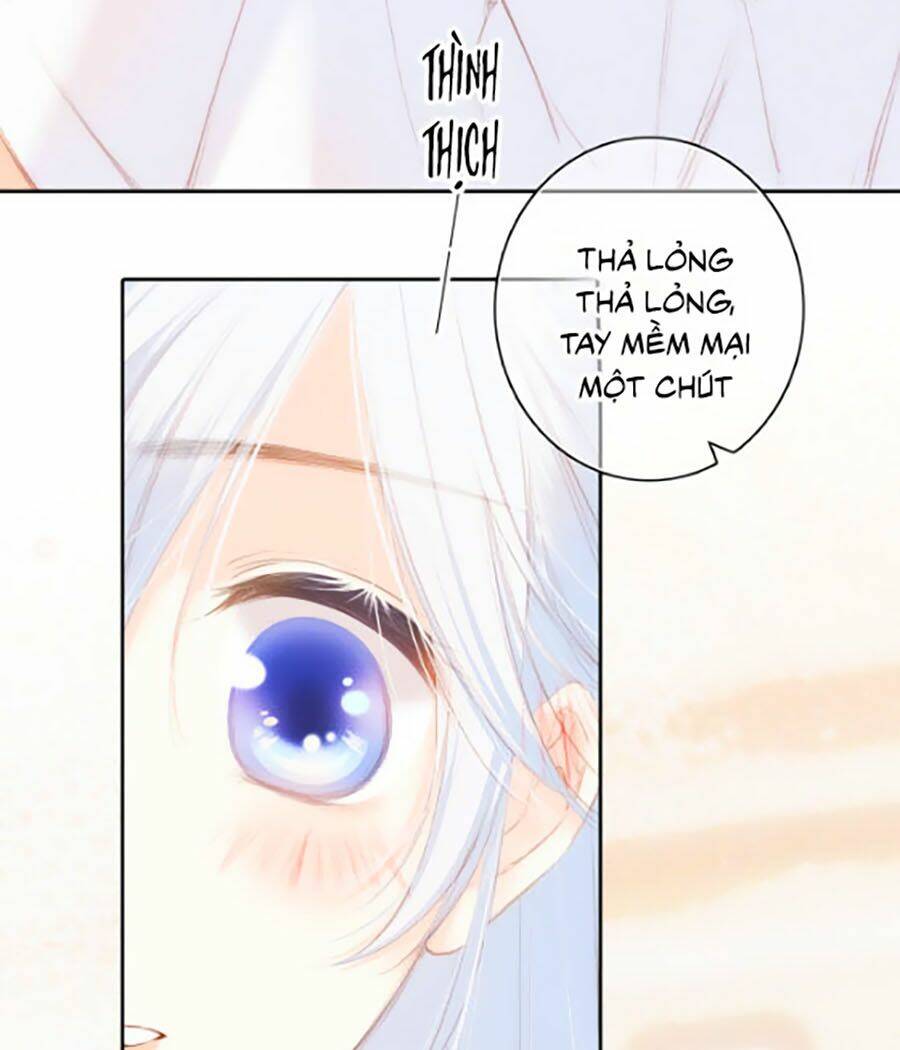 THÌNH
THỊCH
THẢ LỎNG
THẢ LỎNG,
TAY MỀM MẠI
MỘT CHÚT